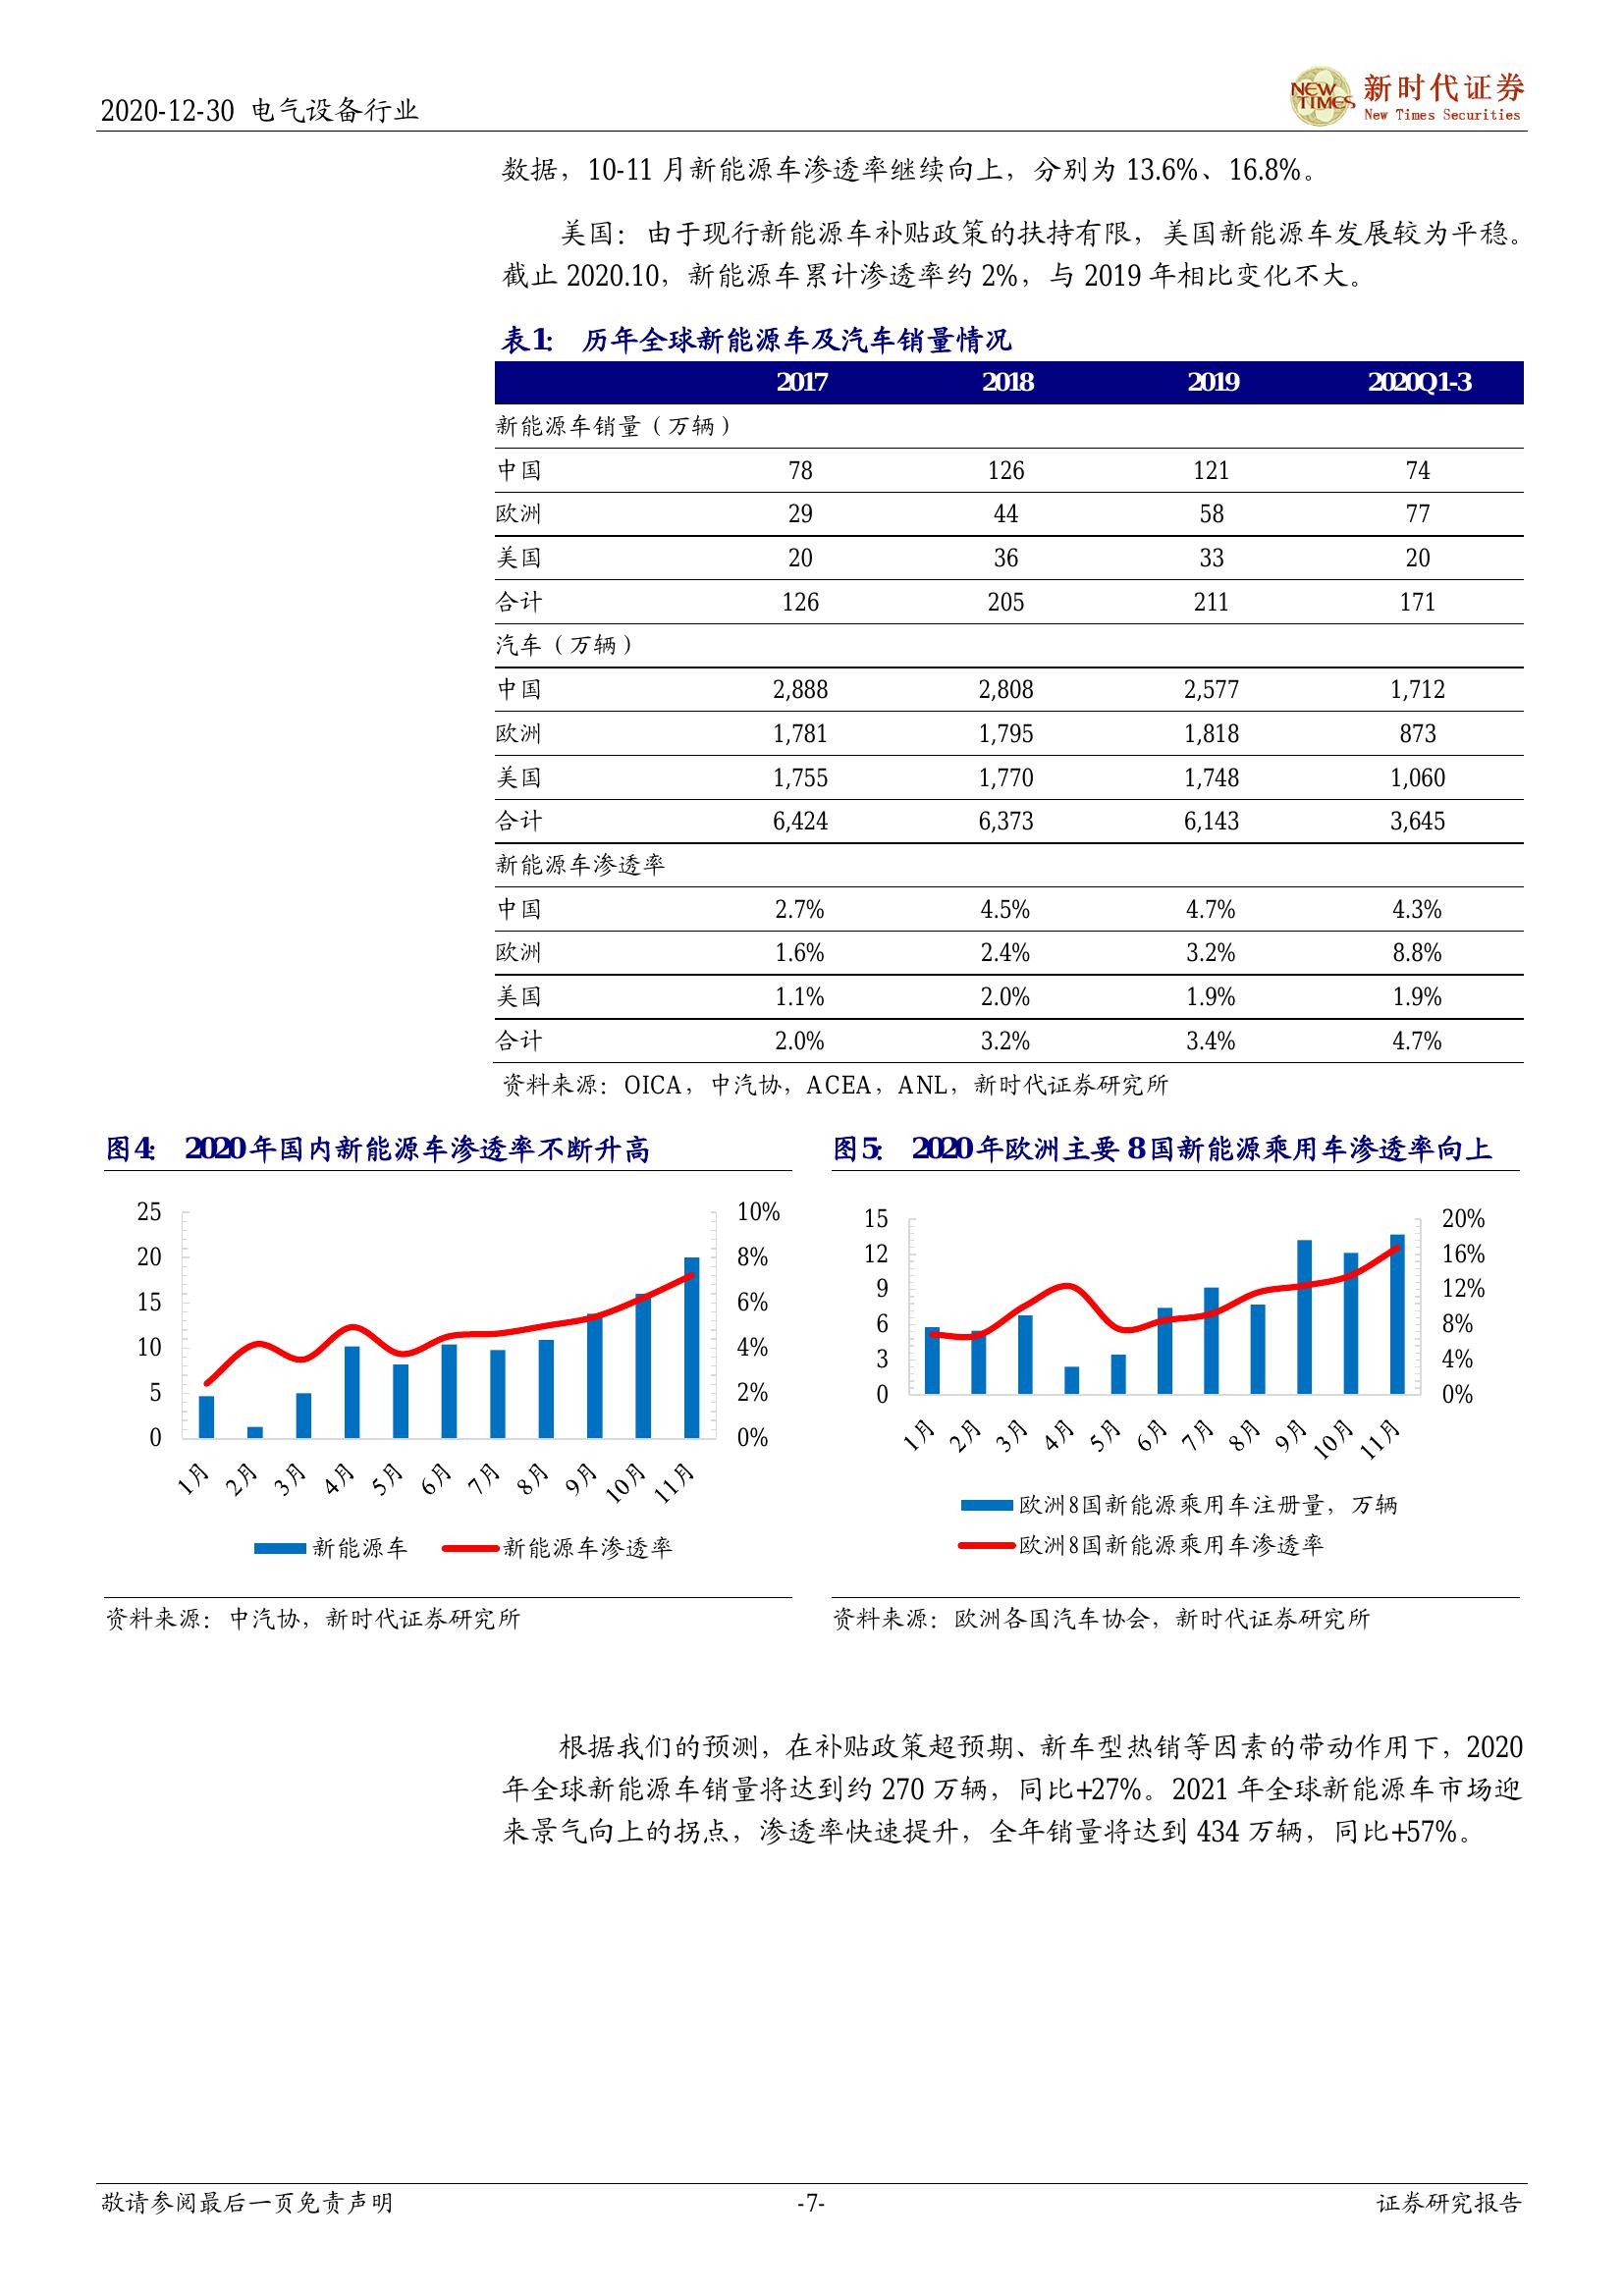 2020-12-30 电气设备行业
NEW TIMES 新时代证券
New Times Securities
数据，10-11 月新能源车渗透率继续向上，分别为 13.6%、16.8%。
美国：由于现行新能源车补贴政策的扶持有限，美国新能源车发展较为平稳。
截止 2020.10，新能源车累计渗透率约 2%，与 2019 年相比变化不大。
表1： 历年全球新能源车及汽车销量情况
2017 2018 2019 2020Q1-3
新能源车销量（万辆）
中国 78 126 121 74
欧洲 29 44 58 77
美国 20 36 33 20
合计 126 205 211 171
汽车（万辆）
中国 2,888 2,808 2,577 1,712
欧洲 1,781 1,795 1,818 873
美国 1,755 1,770 1,748 1,060
合计 6,424 6,373 6,143 3,645
新能源车渗透率
中国 2.7% 4.5% 4.7% 4.3%
欧洲 1.6% 2.4% 3.2% 8.8%
美国 1.1% 2.0% 1.9% 1.9%
合计 2.0% 3.2% 3.4% 4.7%
资料来源：OICA，中汽协，ACEA，ANL，新时代证券研究所
图4： 2020年国内新能源车渗透率不断升高
25 10%
20 8%
15 6%
10 4%
5 2%
0 0%
1月 2月 3月 4月 5月 6月 7月 8月 9月 10月 11月
新能源车 新能源车渗透率
资料来源：中汽协，新时代证券研究所
图5： 2020年欧洲主要 8国新能源乘用车渗透率向上
15 20%
12 16%
9 12%
6 8%
3 4%
0 0%
1月 2月 3月 4月 5月 6月 7月 8月 9月 10月 11月
欧洲8国新能源乘用车注册量，万辆
欧洲8国新能源乘用车渗透率
资料来源：欧洲各国汽车协会，新时代证券研究所
根据我们的预测，在补贴政策超预期、新车型热销等因素的带动作用下，2020
年全球新能源车销量将达到约 270 万辆，同比+27%。2021 年全球新能源车市场迎
来景气向上的拐点，渗透率快速提升，全年销量将达到 434 万辆，同比+57%。
敬请参阅最后一页免责声明 -7- 证券研究报告